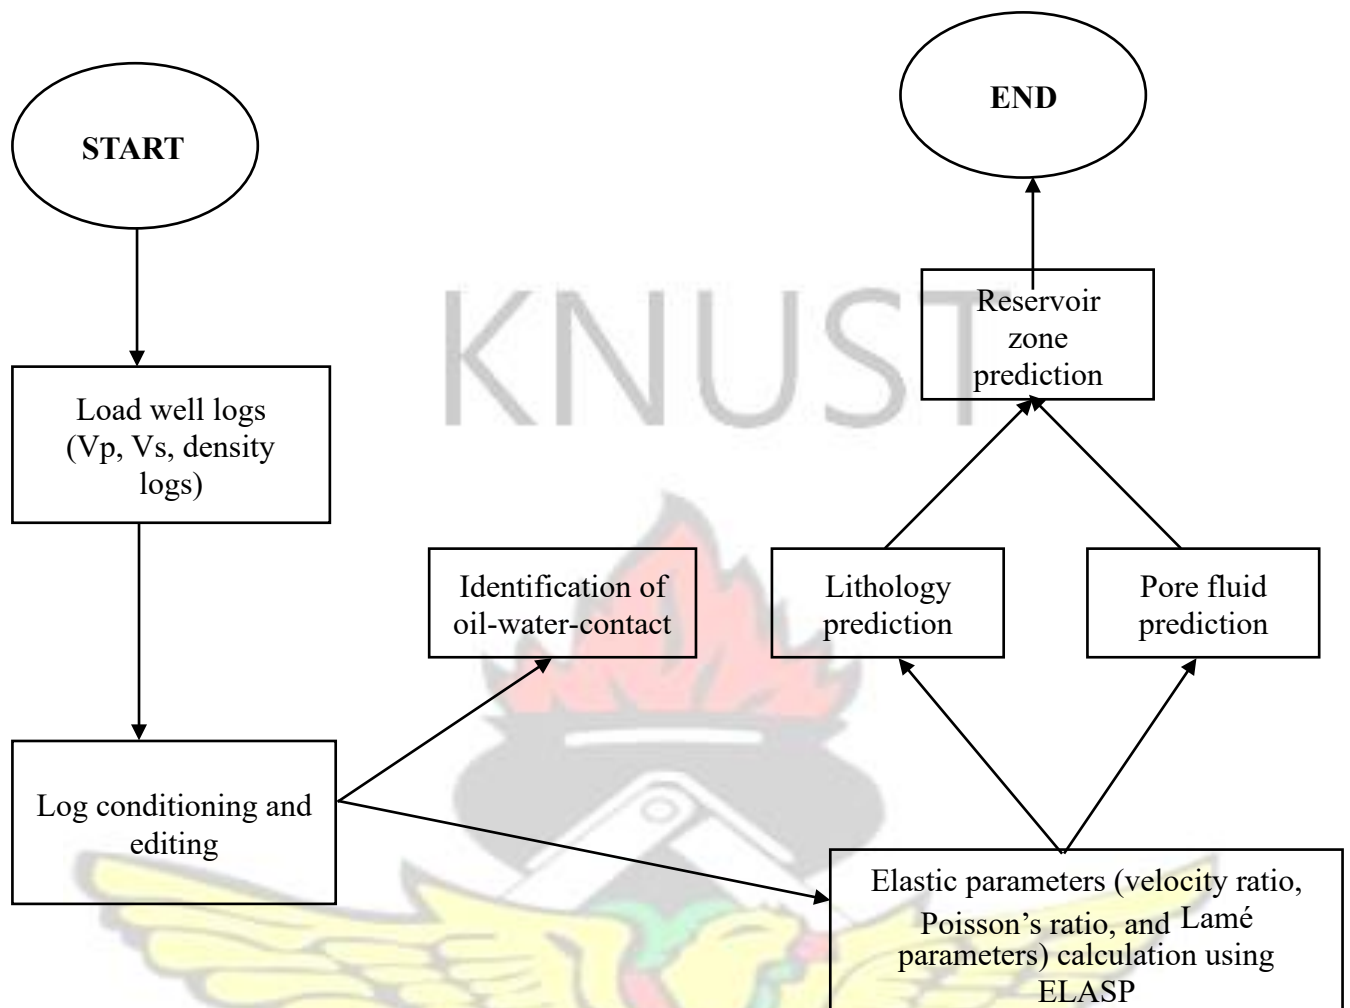 START
Load well logs
(Vp, Vs, density
logs)
Log conditioning and
editing
Identification of
oil-water-contact
Elastic parameters (velocity ratio,
Poisson’s ratio, and Lamé
parameters) calculation using
ELASP
Lithology
prediction
Pore fluid
prediction
Reservoir
zone
prediction
END
KNUST